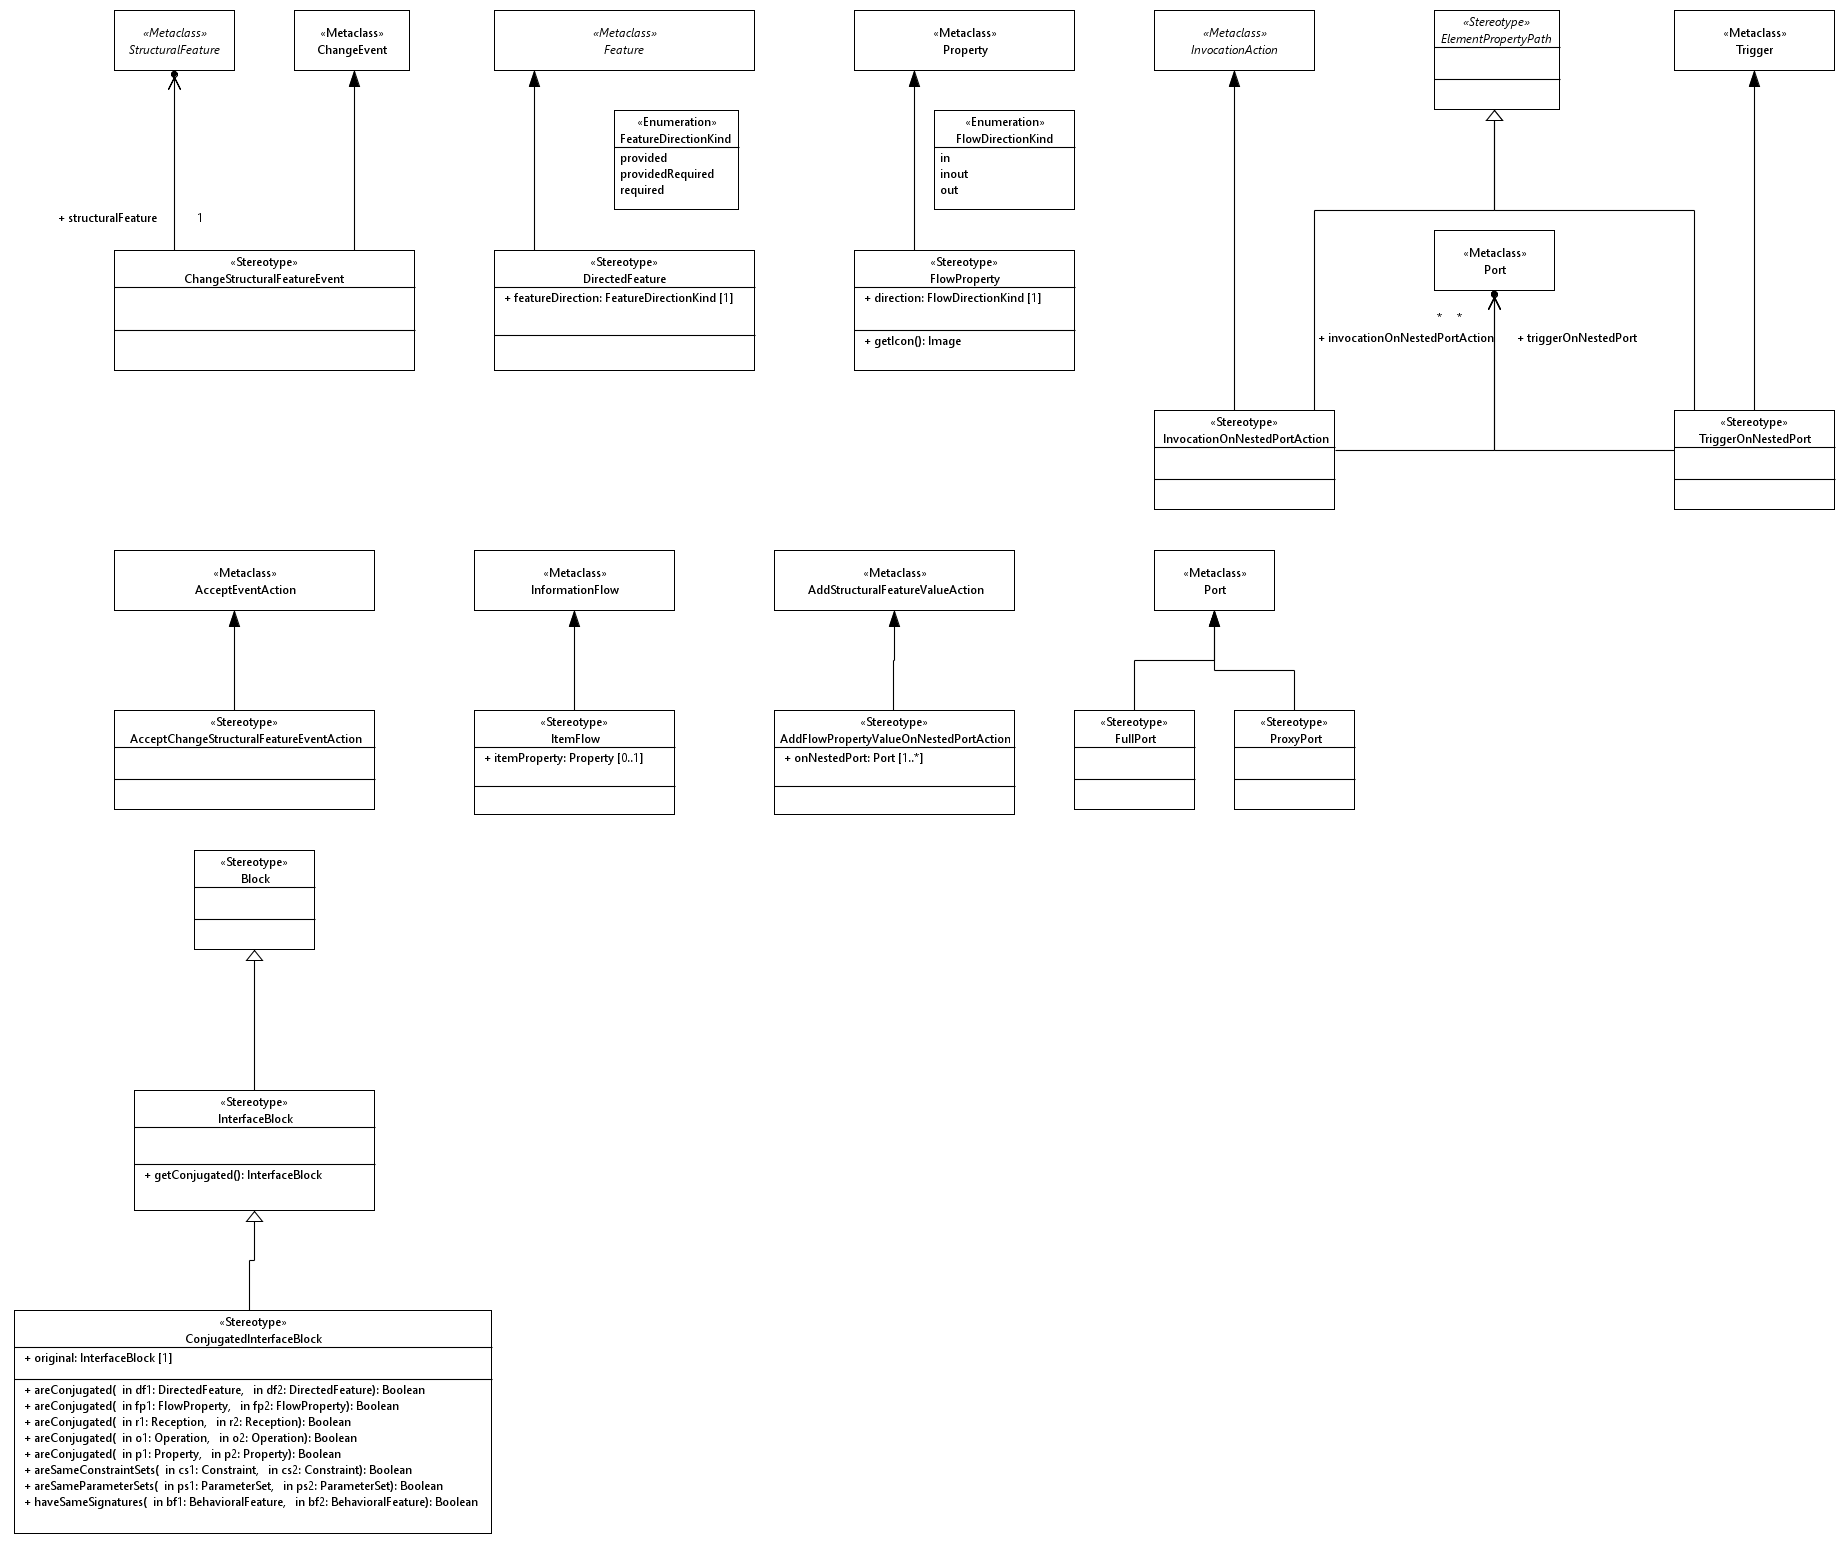 «Metaclass»
StructuralFeature
«Metaclass»
ChangeEvent
«Metaclass»
Feature
«Metaclass»
Property
«Metaclass»
InvocationAction
«Stereotype»
ElementPropertyPath
«Metaclass»
Trigger
«Enumeration»
FeatureDirectionKind
provided
providedRequired
required
«Enumeration»
FlowDirectionKind
in
inout
out
+ structuralFeature
1
«Stereotype»
ChangeStructuralFeatureEvent
«Stereotype»
DirectedFeature
+ featureDirection: FeatureDirectionKind [1]
«Stereotype»
FlowProperty
+ direction: FlowDirectionKind [1]
+ getIcon(): Image
«Metaclass»
Port
* *
+ invocationOnNestedPortAction
+ triggerOnNestedPort
«Stereotype»
InvocationOnNestedPortAction
«Stereotype»
TriggerOnNestedPort
«Metaclass»
AcceptEventAction
«Metaclass»
InformationFlow
«Metaclass»
AddStructuralFeatureValueAction
«Metaclass»
Port
«Stereotype»
AcceptChangeStructuralFeatureEventAction
«Stereotype»
ItemFlow
+ itemProperty: Property [0..1]
«Stereotype»
AddFlowPropertyValueOnNestedPortAction
+ onNestedPort: Port [1..*]
«Stereotype»
FullPort
«Stereotype»
ProxyPort
«Stereotype»
Block
«Stereotype»
InterfaceBlock
+ getConjugated(): InterfaceBlock
«Stereotype»
ConjugatedInterfaceBlock
+ original: InterfaceBlock [1]
+ areConjugated( in df1: DirectedFeature, in df2: DirectedFeature): Boolean
+ areConjugated( in fp1: FlowProperty, in fp2: FlowProperty): Boolean
+ areConjugated( in r1: Reception, in r2: Reception): Boolean
+ areConjugated( in o1: Operation, in o2: Operation): Boolean
+ areConjugated( in p1: Property, in p2: Property): Boolean
+ areSameConstraintSets( in cs1: Constraint, in cs2: Constraint): Boolean
+ areSameParameterSets( in ps1: ParameterSet, in ps2: ParameterSet): Boolean
+ haveSameSignatures( in bf1: BehavioralFeature, in bf2: BehavioralFeature): Boolean